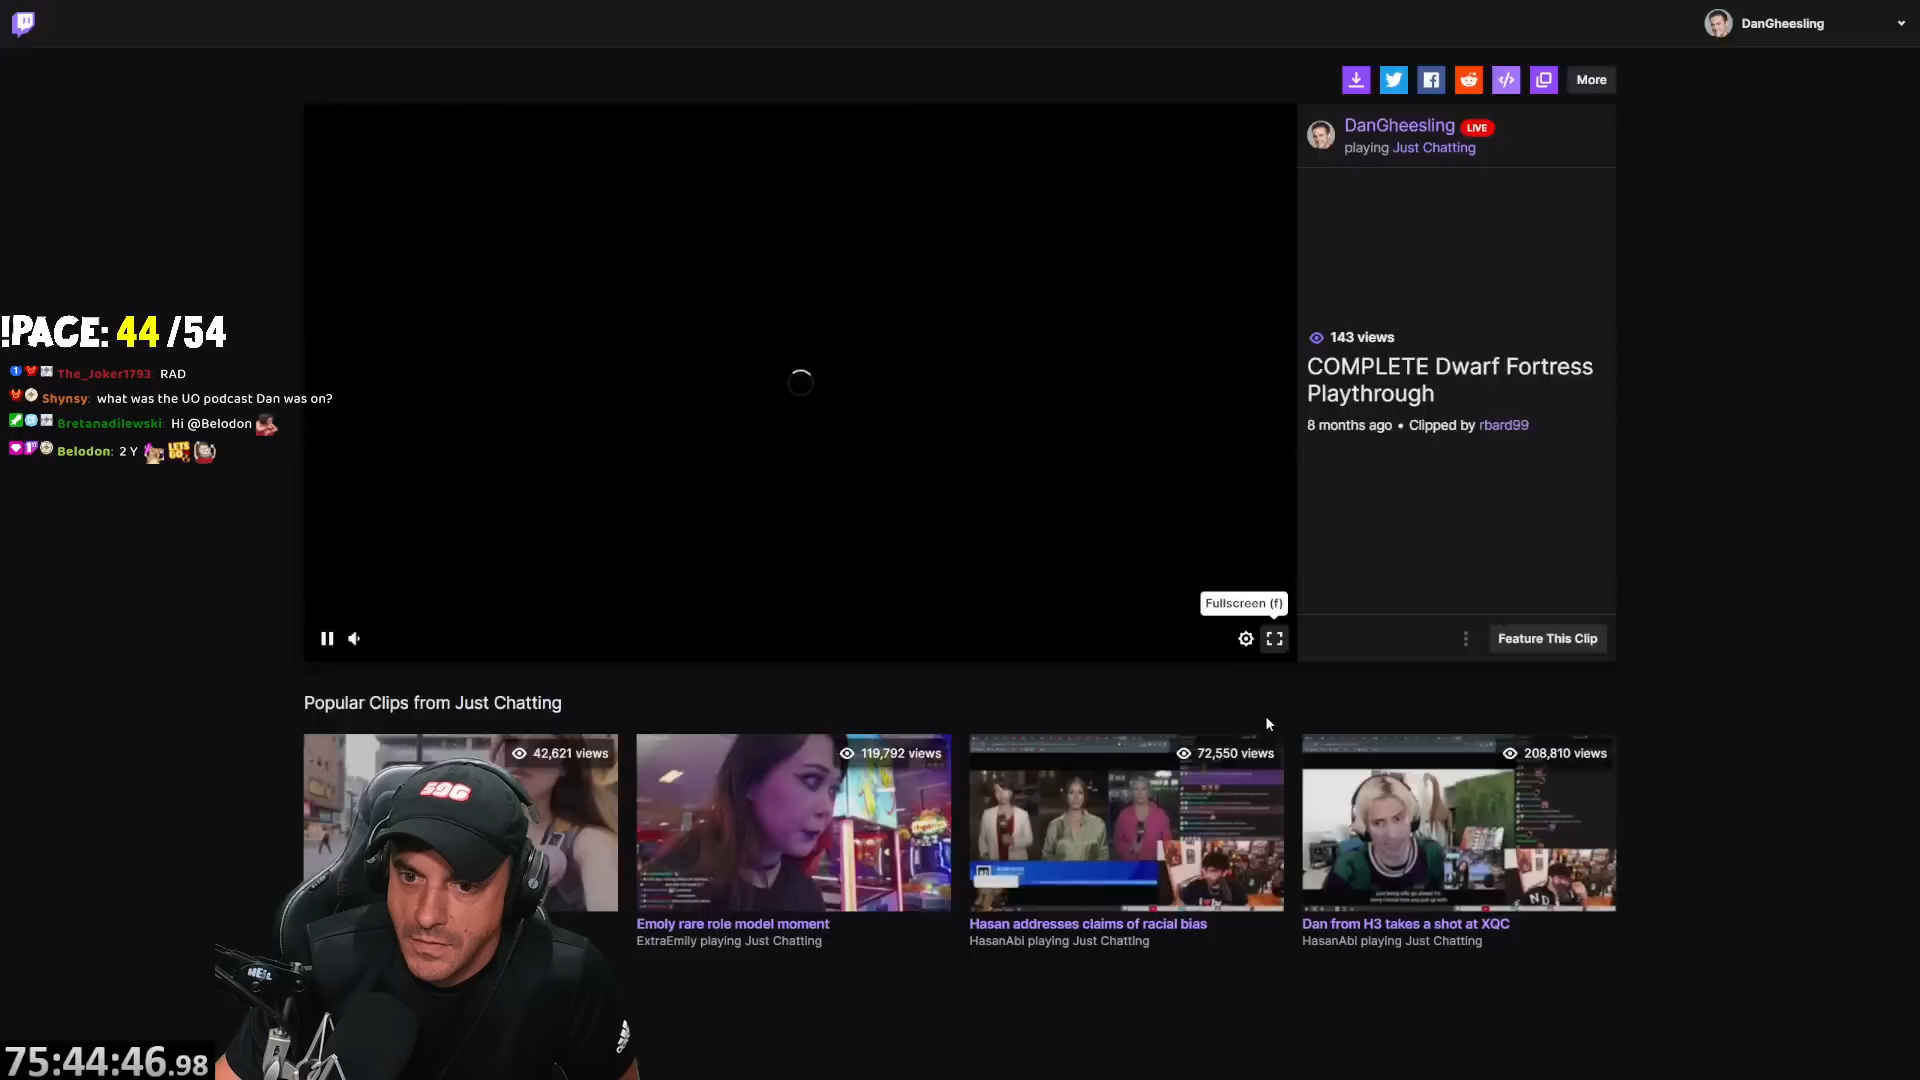 DanGheesling
More
DanGheesling LIVE
playing Just Chatting
!PACE: 44 /54
The_Joker1793: RAD
Shynsy: what was the UO podcast Dan was on?
Bretanadilewski: Hi @Belodon
Belodon: 2 Y LETS GO
143 views
COMPLETE Dwarf Fortress
Playthrough
8 months ago • Clipped by rbard99
Fullscreen (f)
Feature This Clip
Popular Clips from Just Chatting
42,621 views
119,792 views
72,550 views
208,810 views
Emoly rare role model moment
ExtraEmily playing Just Chatting
Hasan addresses claims of racial bias
HasanAbi playing Just Chatting
Dan from H3 takes a shot at XQC
HasanAbi playing Just Chatting
HEIL
75:44:46.98